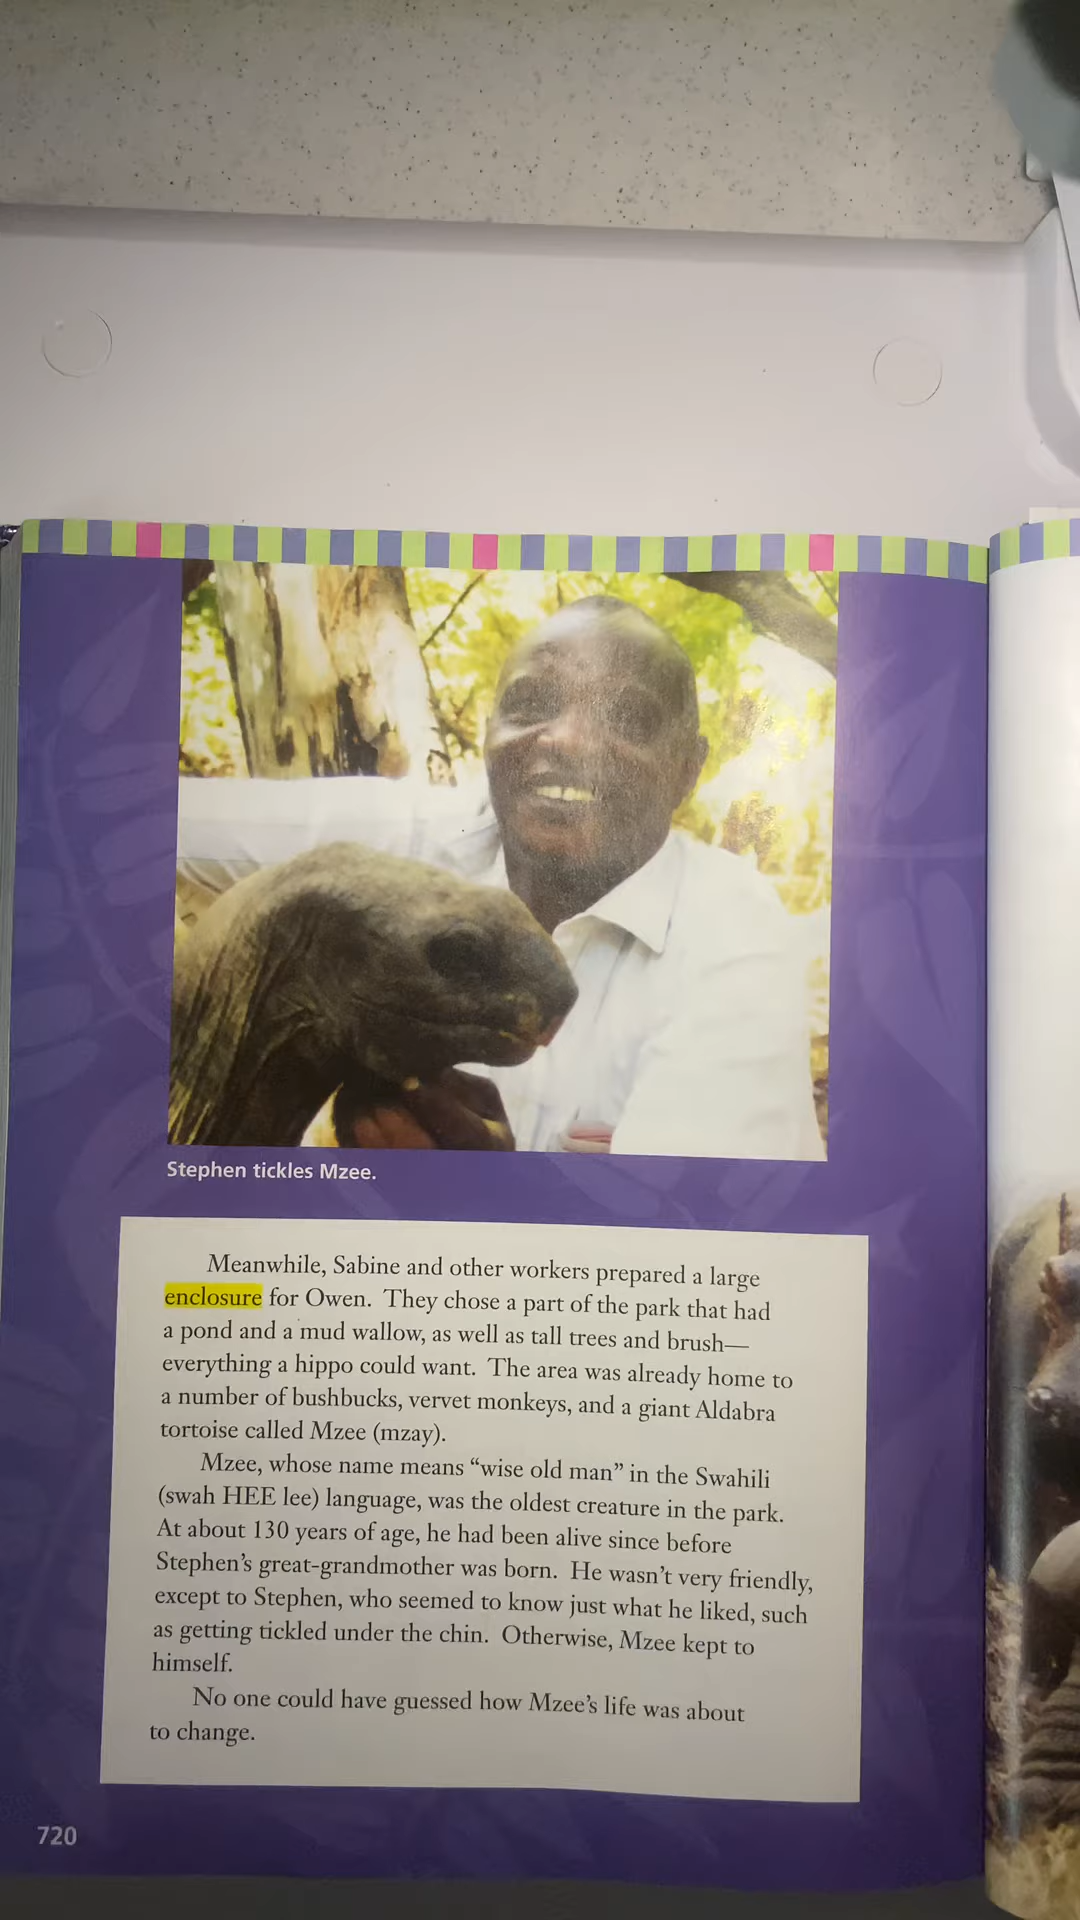 Stephen tickles Mzee.
Meanwhile, Sabine and other workers prepared a large
enclosure for Owen. They chose a part of the park that had
a pond and a mud wallow, as well as tall trees and brush—
everything a hippo could want. The area was already home to
a number of bushbucks, vervet monkeys, and a giant Aldabra
tortoise called Mzee (mzay).
Mzee, whose name means “wise old man” in the Swahili
(swah HEE lee) language, was the oldest creature in the park.
At about 130 years of age, he had been alive since before
Stephen’s great-grandmother was born. He wasn’t very friendly,
except to Stephen, who seemed to know just what he liked, such
as getting tickled under the chin. Otherwise, Mzee kept to
himself.
No one could have guessed how Mzee’s life was about
to change.
720